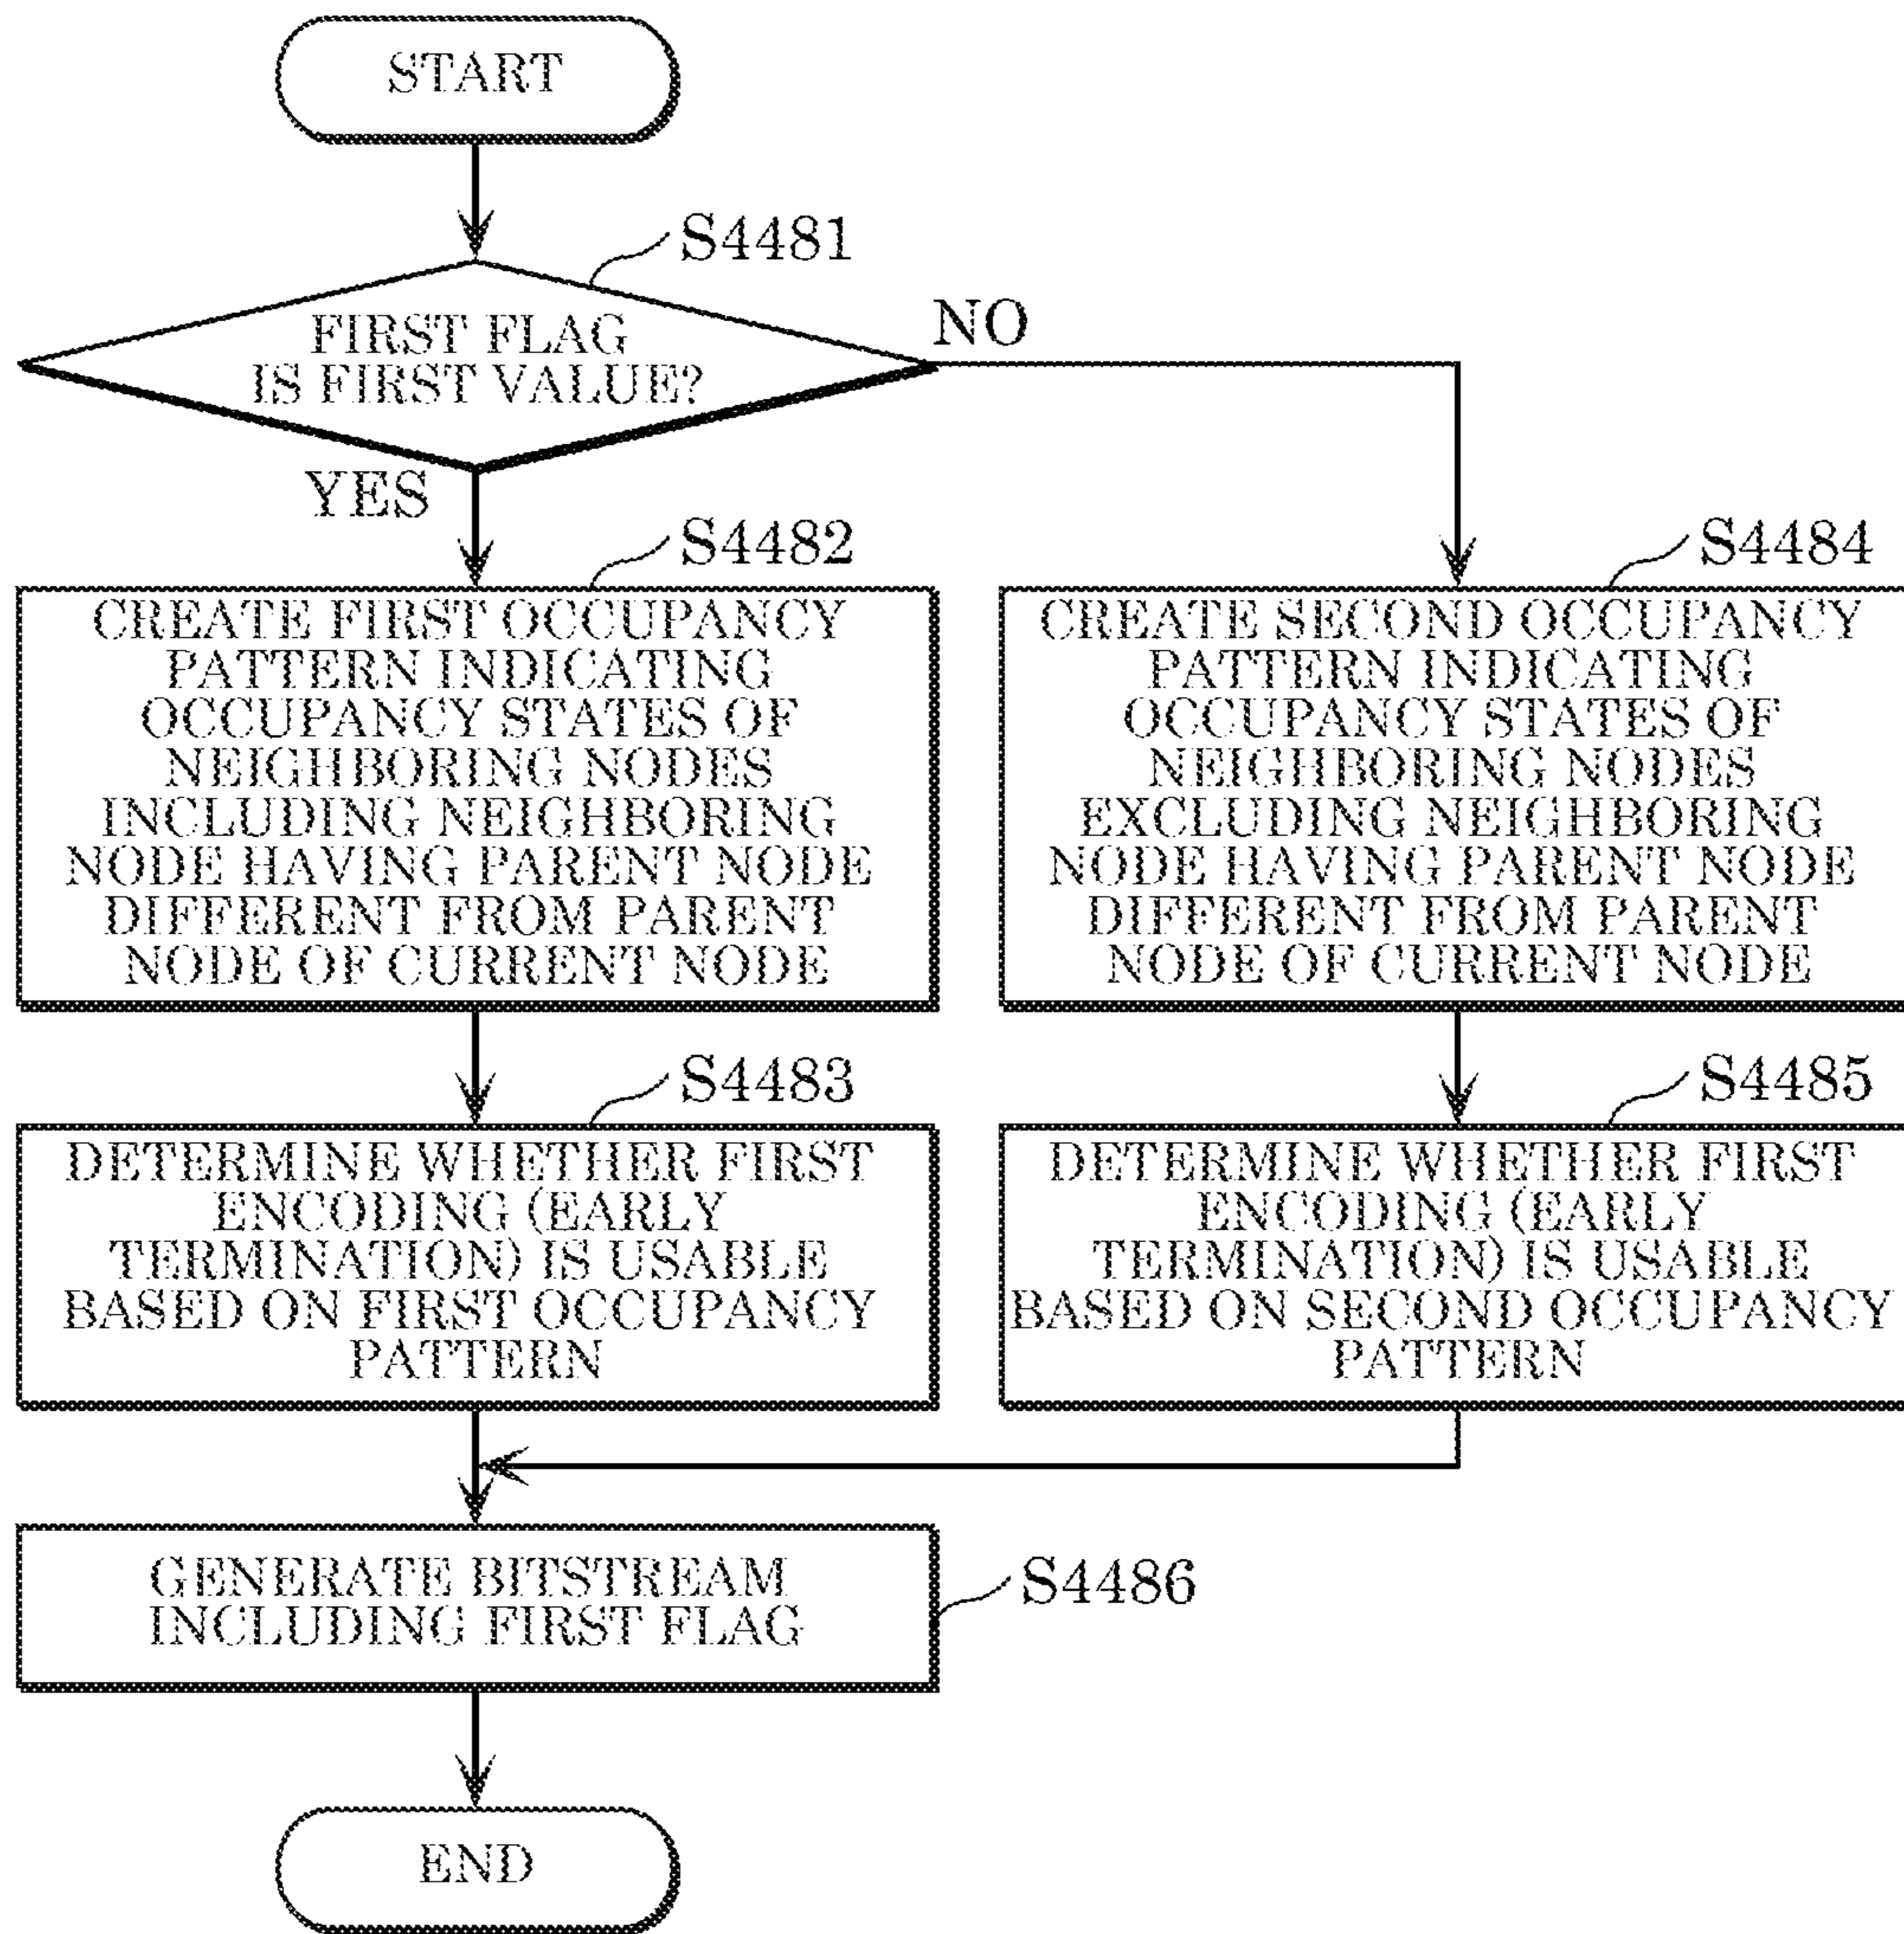 START
S4481
FIRST FLAG
IS FIRST VALUE?
NO
YES
S4482
CREATE FIRST OCCUPANCY
PATTERN INDICATING
OCCUPANCY STATES OF
NEIGHBORING NODES
INCLUDING NEIGHBORING
NODE HAVING PARENT NODE
DIFFERENT FROM PARENT
NODE OF CURRENT NODE
S4484
CREATE SECOND OCCUPANCY
PATTERN INDICATING
OCCUPANCY STATES OF
NEIGHBORING NODES
EXCLUDING NEIGHBORING
NODE HAVING PARENT NODE
DIFFERENT FROM PARENT
NODE OF CURRENT NODE
S4483
DETERMINE WHETHER FIRST
ENCODING (EARLY
TERMINATION) IS USABLE
BASED ON FIRST OCCUPANCY
PATTERN
S4485
DETERMINE WHETHER FIRST
ENCODING (EARLY
TERMINATION) IS USABLE
BASED ON SECOND OCCUPANCY
PATTERN
GENERATE BITSTREAM
INCLUDING FIRST FLAG
S4486
END